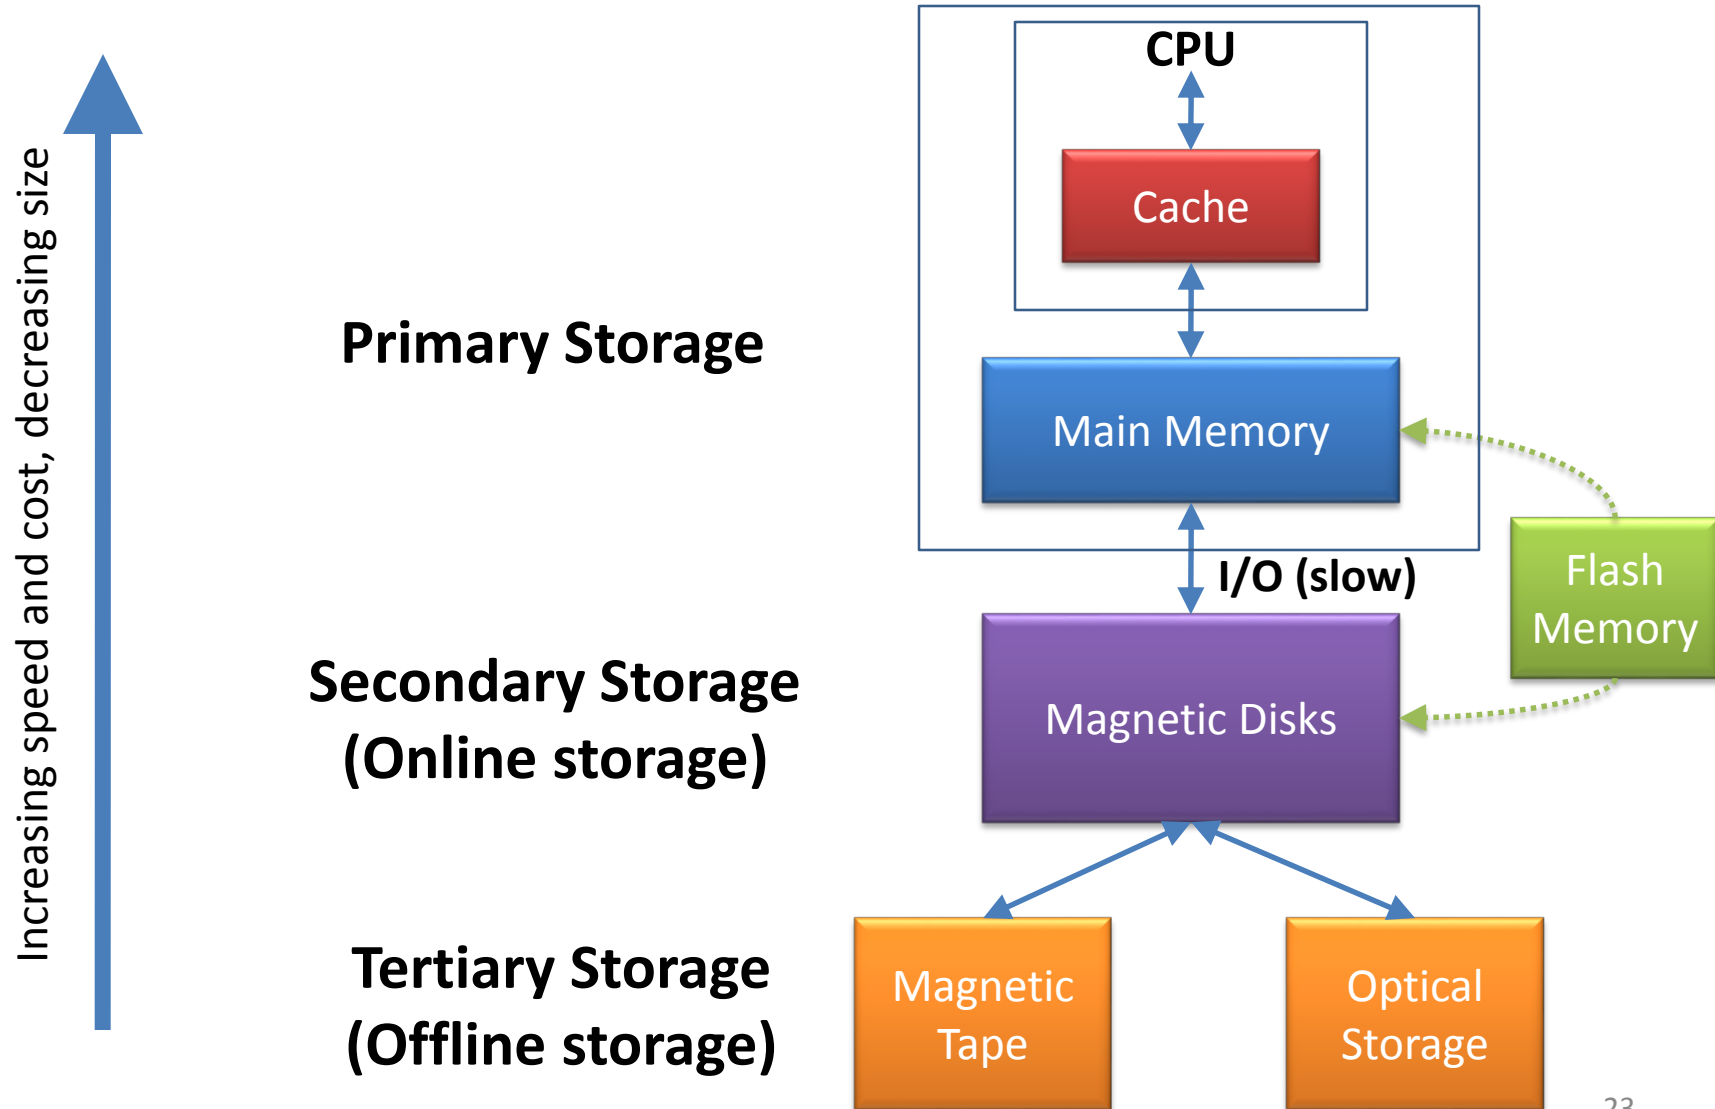 Increasing speed and cost, decreasing size
CPU
Cache
Primary Storage
Main Memory
I/O (slow)
Flash
Memory
Secondary Storage
(Online storage)
Magnetic Disks
Tertiary Storage
(Offline storage)
Magnetic
Tape
Optical
Storage
23